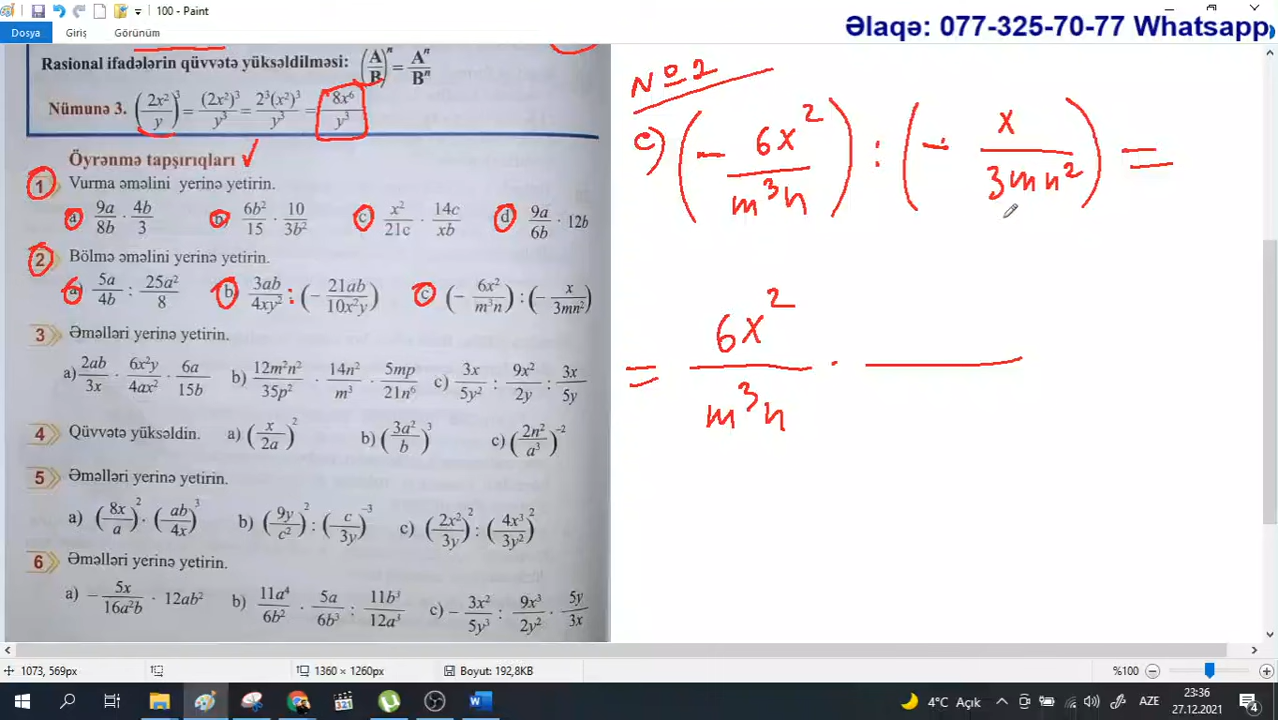 100 - Paint
Əlaqə: 077-325-70-77 Whatsapp
Dosya Giriş Görünüm
Rasional ifadələrin qüvvətə yüksəldilməsi: (A/B)ⁿ = Aⁿ/Bⁿ
Nümunə 3. (2x²/y)³ = (2x²)³/y³ = 2³(x²)³/y³ = 8x⁶/y³
Öyrənmə tapşırıqları
1 Vurma əməlini yerinə yetirin.
a) 9a/8b · 4b/3 b) 6b²/15 · 10/3b² c) x²/21c · 14c/xb d) 9a/6b · 12b
2 Bölmə əməlini yerinə yetirin.
a) 5a/4b : 25a²/8 b) 3ab/4xy² : (- 21ab/10x²y) c) (- 6x²/m³n) : (- x/3mn²)
3 Əməlləri yerinə yetirin.
a) 2ab/3x · 6x²y/4ax² · 6a/15b b) 12m²n²/35p² · 14n²/m³ · 5mp/21n⁶ c) 3x/5y² : 9x²/2y : 3x/5y
4 Qüvvətə yüksəldin. a) (x/2a)² b) (3a²/b)³ c) (2n²/a³)⁻²
5 Əməlləri yerinə yetirin.
a) (8x/a)² · (ab/4x)³ b) (9y/c²)² : (- c/3y)⁻³ c) (2x²/3y)² : (4x³/3y²)²
6 Əməlləri yerinə yetirin.
a) - 5x/16a²b · 12ab² b) 11a⁴/6b² · 5a/6b³ : 11b³/12a³ c) - 3x²/5y³ : 9x³/2y² · 5y/3x
№ 2
c) (- 6x²/m³n) : (- x/3mn²) =
= 6x²/m³n ·
1073, 569px 1360 × 1260px Boyut: 192,8KB %100
4°C Açık AZE 23:36
27.12.2021 4